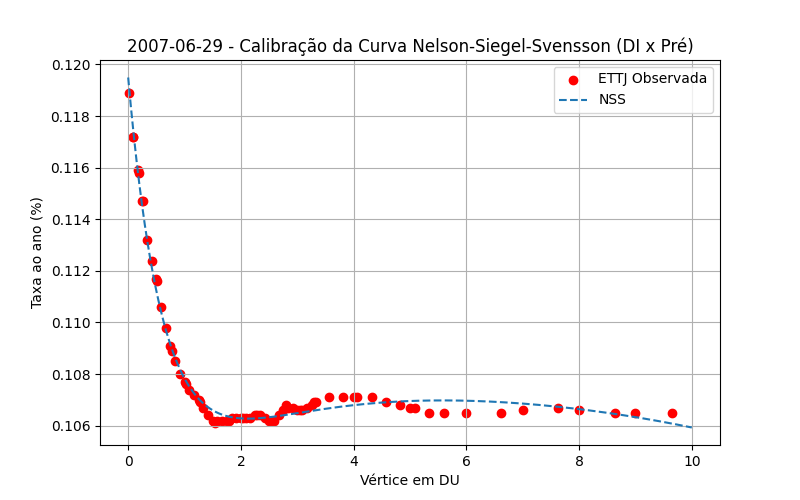 2007-06-29 - Calibração da Curva Nelson-Siegel-Svensson (DI x Pré)
ETTJ Observada
NSS
Taxa ao ano (%)
0.120
0.118
0.116
0.114
0.112
0.110
0.108
0.106
0 2 4 6 8 10
Vértice em DU